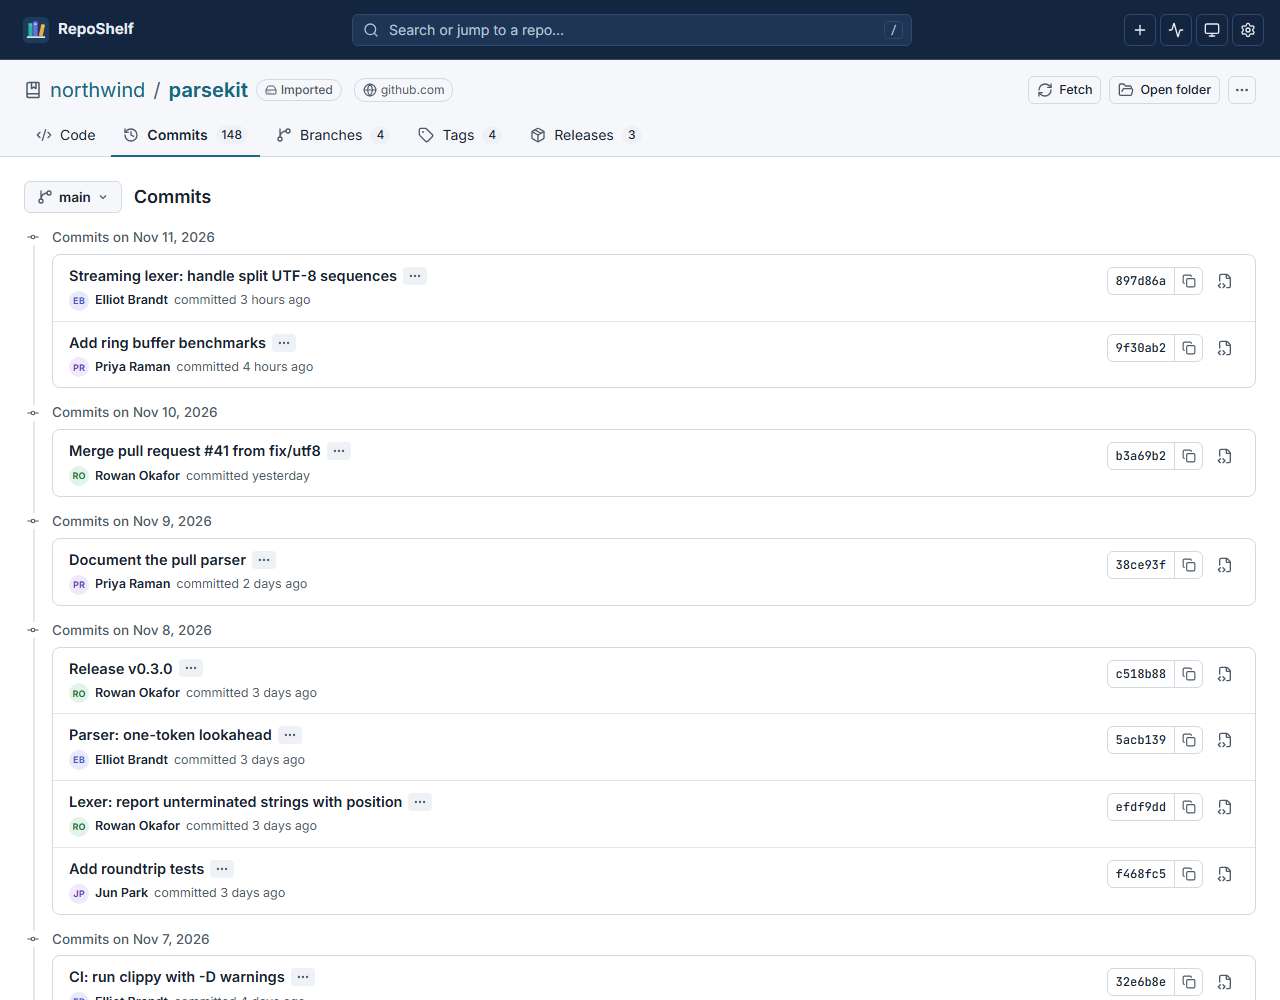 RepoShelf
Search or jump to a repo...
/
northwind / parsekit
Imported
github.com
Fetch
Open folder
Code
Commits 148
Branches 4
Tags 4
Releases 3
main
Commits
Commits on Nov 11, 2026
Streaming lexer: handle split UTF-8 sequences
897d86a
EB Elliot Brandt committed 3 hours ago
Add ring buffer benchmarks
9f30ab2
PR Priya Raman committed 4 hours ago
Commits on Nov 10, 2026
Merge pull request #41 from fix/utf8
b3a69b2
RO Rowan Okafor committed yesterday
Commits on Nov 9, 2026
Document the pull parser
38ce93f
PR Priya Raman committed 2 days ago
Commits on Nov 8, 2026
Release v0.3.0
c518b88
RO Rowan Okafor committed 3 days ago
Parser: one-token lookahead
5acb139
EB Elliot Brandt committed 3 days ago
Lexer: report unterminated strings with position
efdf9dd
RO Rowan Okafor committed 3 days ago
Add roundtrip tests
f468fc5
JP Jun Park committed 3 days ago
Commits on Nov 7, 2026
CI: run clippy with -D warnings
32e6b8e
EB Elliot Brandt committed 4 days ago